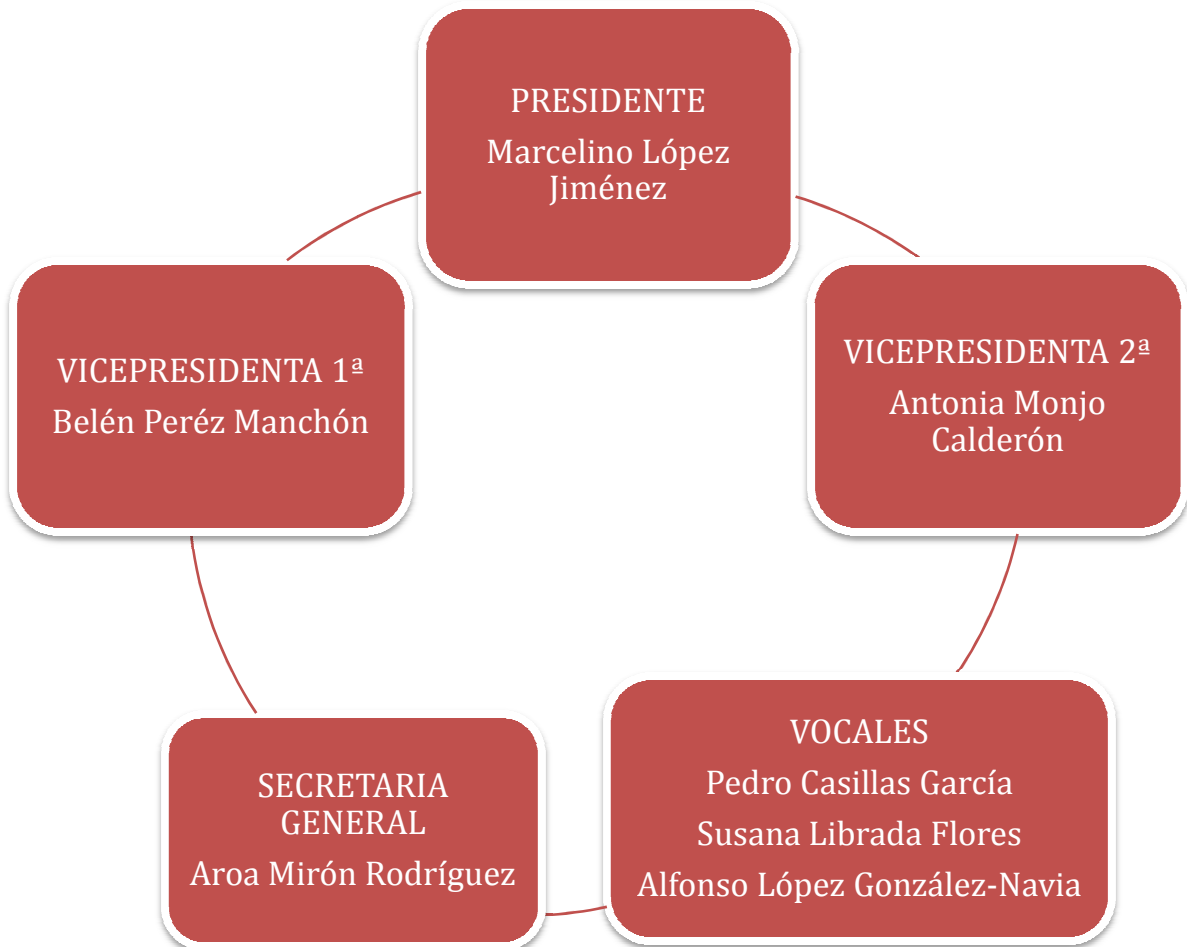 PRESIDENTE
Marcelino López
Jiménez
VICEPRESIDENTA 1ª
Belén Peréz Manchón
VICEPRESIDENTA 2ª
Antonia Monjo
Calderón
SECRETARIA
GENERAL
Aroa Mirón Rodríguez
VOCALES
Pedro Casillas García
Susana Librada Flores
Alfonso López González-Navia